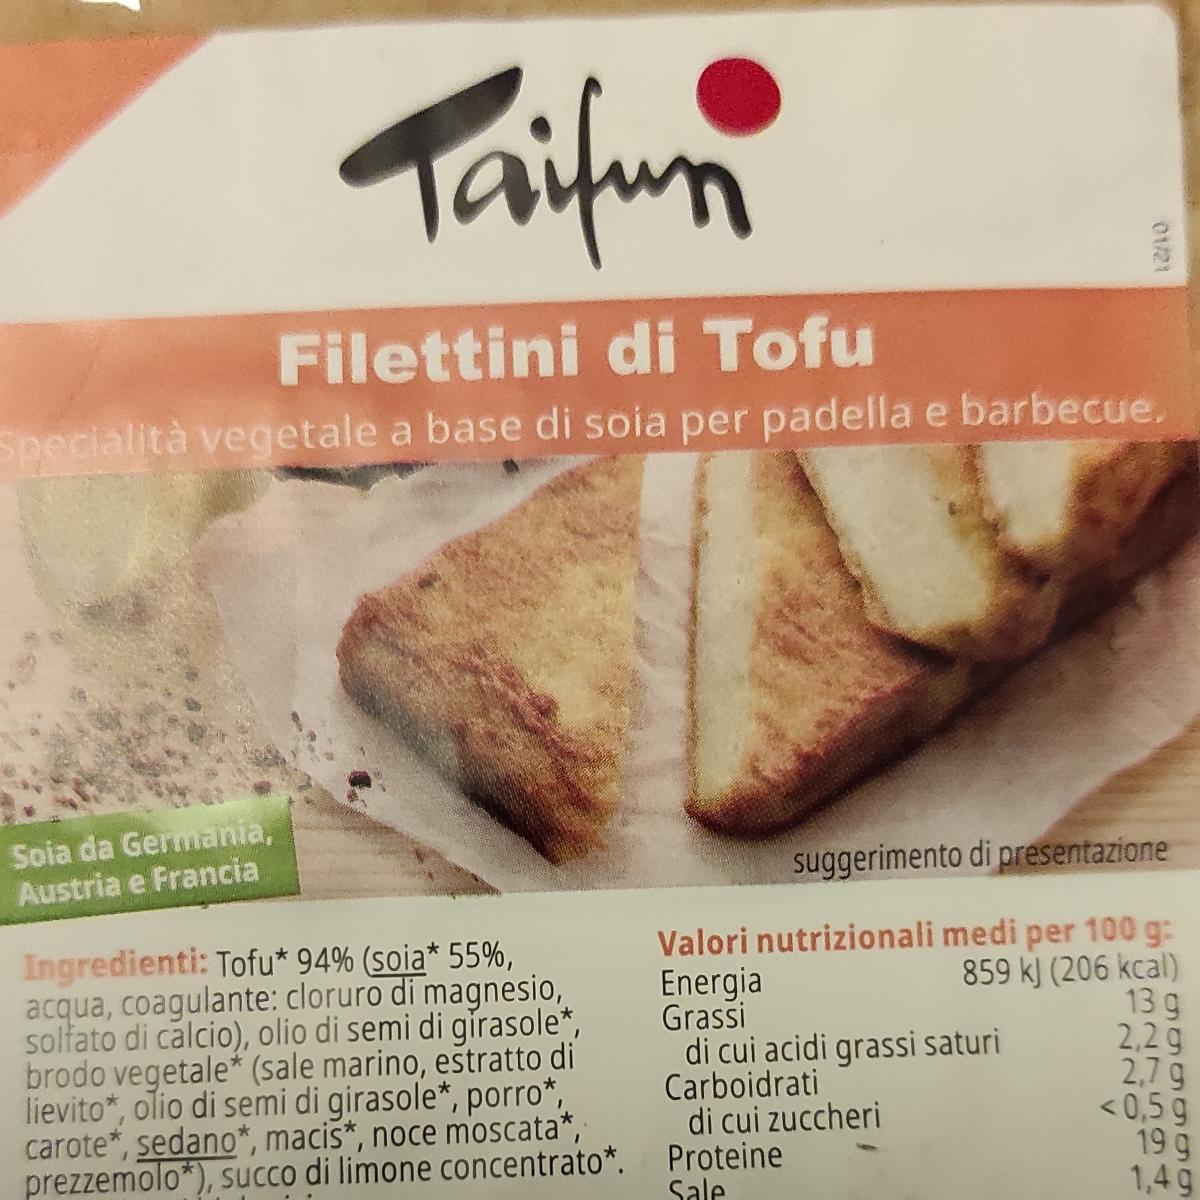 Taifun
01/21
Filettini di Tofu
Specialità vegetale a base di soia per padella e barbecue.
Soia da Germania,
Austria e Francia
suggerimento di presentazione
Ingredienti: Tofu* 94% (soia* 55%,
acqua, coagulante: cloruro di magnesio,
solfato di calcio), olio di semi di girasole*,
brodo vegetale* (sale marino, estratto di
lievito*, olio di semi di girasole*, porro*,
carote*, sedano*, macis*, noce moscata*,
prezzemolo*), succo di limone concentrato*.
Valori nutrizionali medi per 100 g:
Energia 859 kJ (206 kcal)
Grassi 13 g
di cui acidi grassi saturi 2,2 g
Carboidrati 2,7 g
di cui zuccheri <0,5 g
Proteine 19 g
Sale 1,4 g